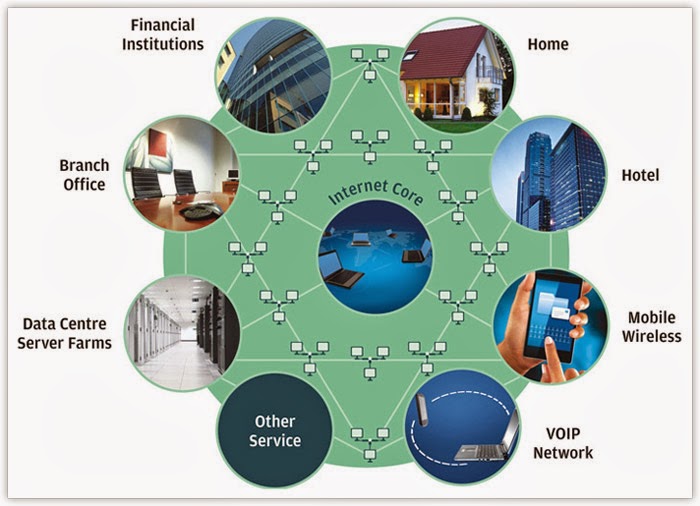 Financial
Institutions
Home
Branch
Office
Internet Core
Hotel
Data Centre
Server Farms
Mobile
Wireless
Other
Service
VOIP
Network